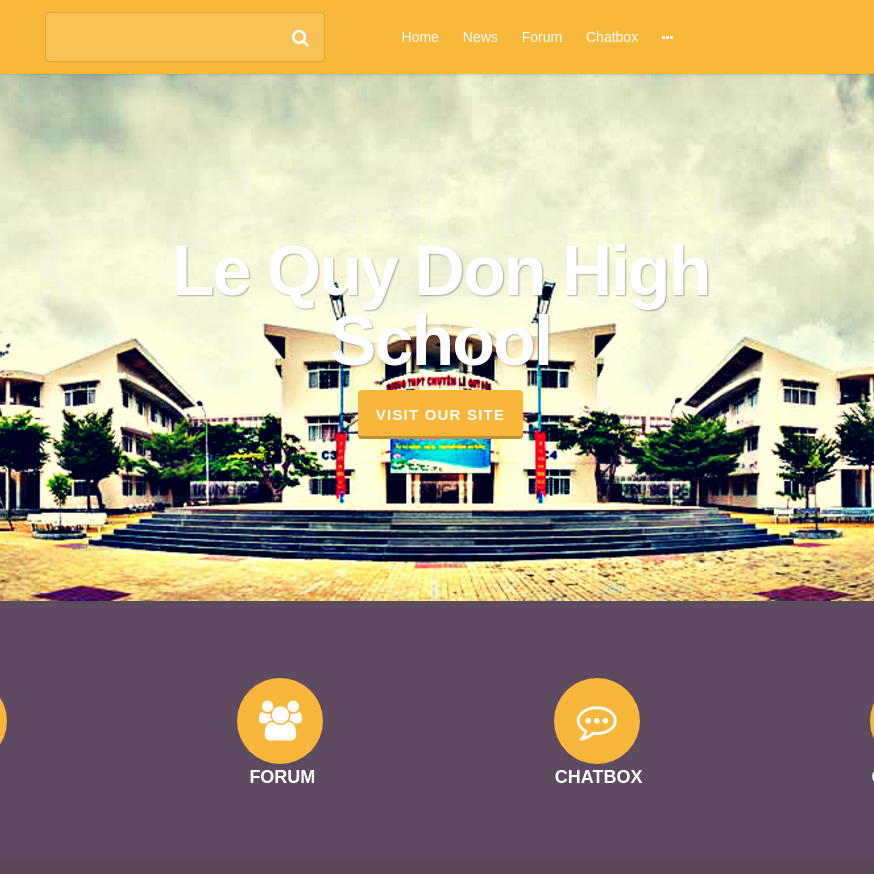 Home
News
Forum
Chatbox
Le Quy Don High
School
TRƯỜNG THPT CHUYÊN LÊ QUÝ ĐÔN
VISIT OUR SITE
FORUM
CHATBOX